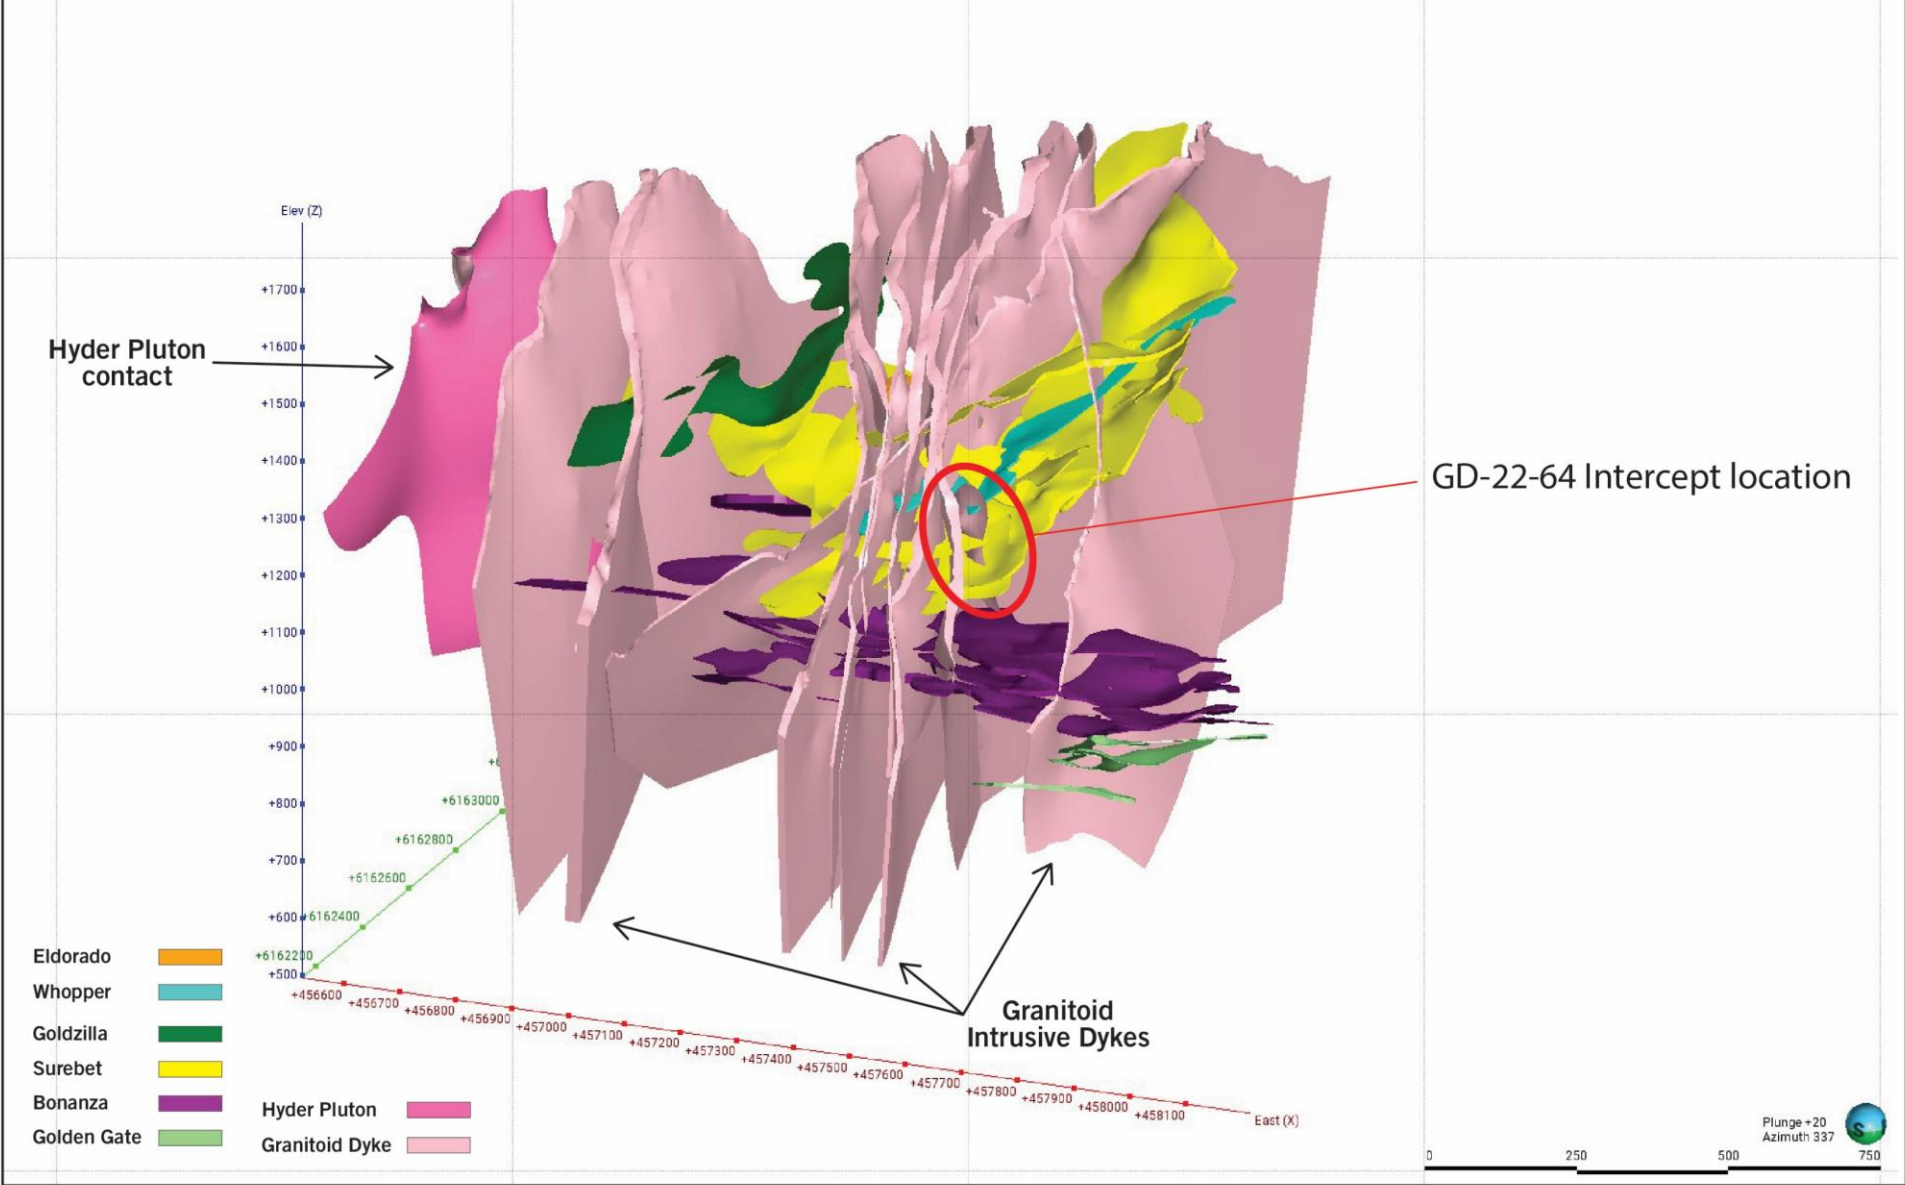 Elev (Z)
+1700
+1600
+1500
+1400
+1300
+1200
+1100
+1000
+900
+800
+700
+600
+500
Hyder Pluton
contact
GD-22-64 Intercept location
+6163000
+6162800
+6162600
+6162400
+6162200
+456600
+456700
+456800
+456900
+457000
+457100
+457200
+457300
+457400
+457500
+457600
+457700
+457800
+457900
+458000
+458100
East (X)
Granitoid
Intrusive Dykes
Eldorado
Whopper
Goldzilla
Surebet
Bonanza
Golden Gate
Hyder Pluton
Granitoid Dyke
Plunge +20
Azimuth 337
S
0 250 500 750